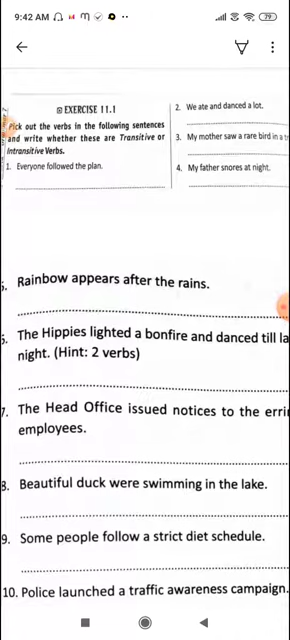 9:42 AM
79
EXERCISE 11.1
Pick out the verbs in the following sentences
and write whether these are Transitive or
Intransitive Verbs.
1. Everyone followed the plan.
2. We ate and danced a lot.
3. My mother saw a rare bird in a
4. My father snores at night.
5. Rainbow appears after the rains.
The Hippies lighted a bonfire and danced till
night. (Hint: 2 verbs)
7. The Head Office issued notices to the
employees.
8. Beautiful duck were swimming in the lake.
9. Some people follow a strict diet schedule.
10. Police launched a traffic awareness campaign.